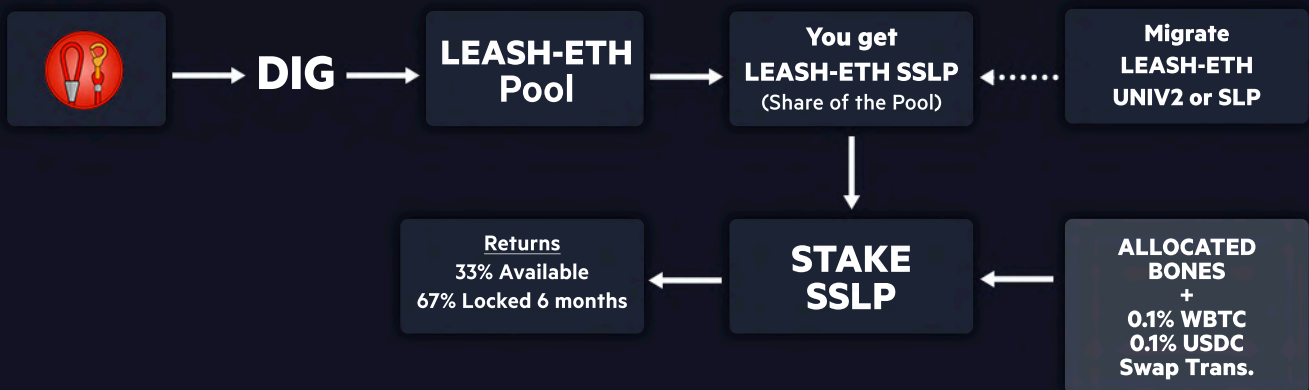 DIG
LEASH-ETH
Pool
You get
LEASH-ETH SSLP
(Share of the Pool)
Migrate
LEASH-ETH
UNIV2 or SLP
Returns
33% Available
67% Locked 6 months
STAKE
SSLP
ALLOCATED
BONES
+
0.1% WBTC
0.1% USDC
Swap Trans.